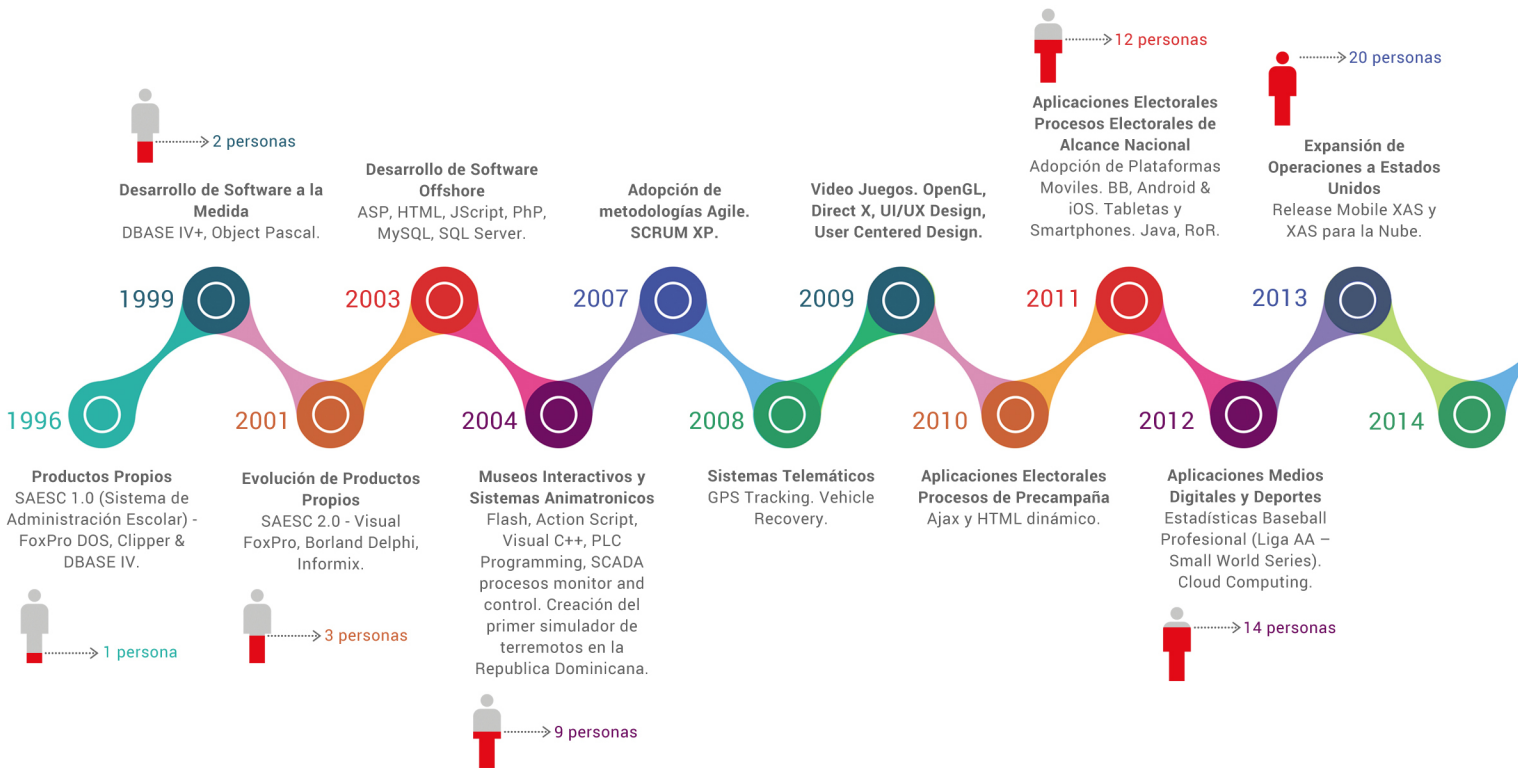 12 personas
20 personas
2 personas
Desarrollo de Software a la
Medida
DBASE IV+, Object Pascal.
Desarrollo de Software
Offshore
ASP, HTML, JScript, PhP,
MySQL, SQL Server.
Adopción de
metodologías Agile.
SCRUM XP.
Video Juegos. OpenGL,
Direct X, UI/UX Design,
User Centered Design.
Aplicaciones Electorales
Procesos Electorales de
Alcance Nacional
Adopción de Plataformas
Moviles. BB, Android &
iOS. Tabletas y
Smartphones. Java, RoR.
Expansión de
Operaciones a Estados
Unidos
Release Mobile XAS y
XAS para la Nube.
1999
2003
2007
2009
2011
2013
1996
2001
2004
2008
2010
2012
2014
Productos Propios
SAESC 1.0 (Sistema de
Administración Escolar) -
FoxPro DOS, Clipper &
DBASE IV.
1 persona
Evolución de Productos
Propios
SAESC 2.0 - Visual
FoxPro, Borland Delphi,
Informix.
3 personas
Museos Interactivos y
Sistemas Animatronicos
Flash, Action Script,
Visual C++, PLC
Programming, SCADA
procesos monitor and
control. Creación del
primer simulador de
terremotos en la
Republica Dominicana.
9 personas
Sistemas Telemáticos
GPS Tracking. Vehicle
Recovery.
Aplicaciones Electorales
Procesos de Precampaña
Ajax y HTML dinámico.
Aplicaciones Medios
Digitales y Deportes
Estadísticas Baseball
Profesional (Liga AA –
Small World Series).
Cloud Computing.
14 personas